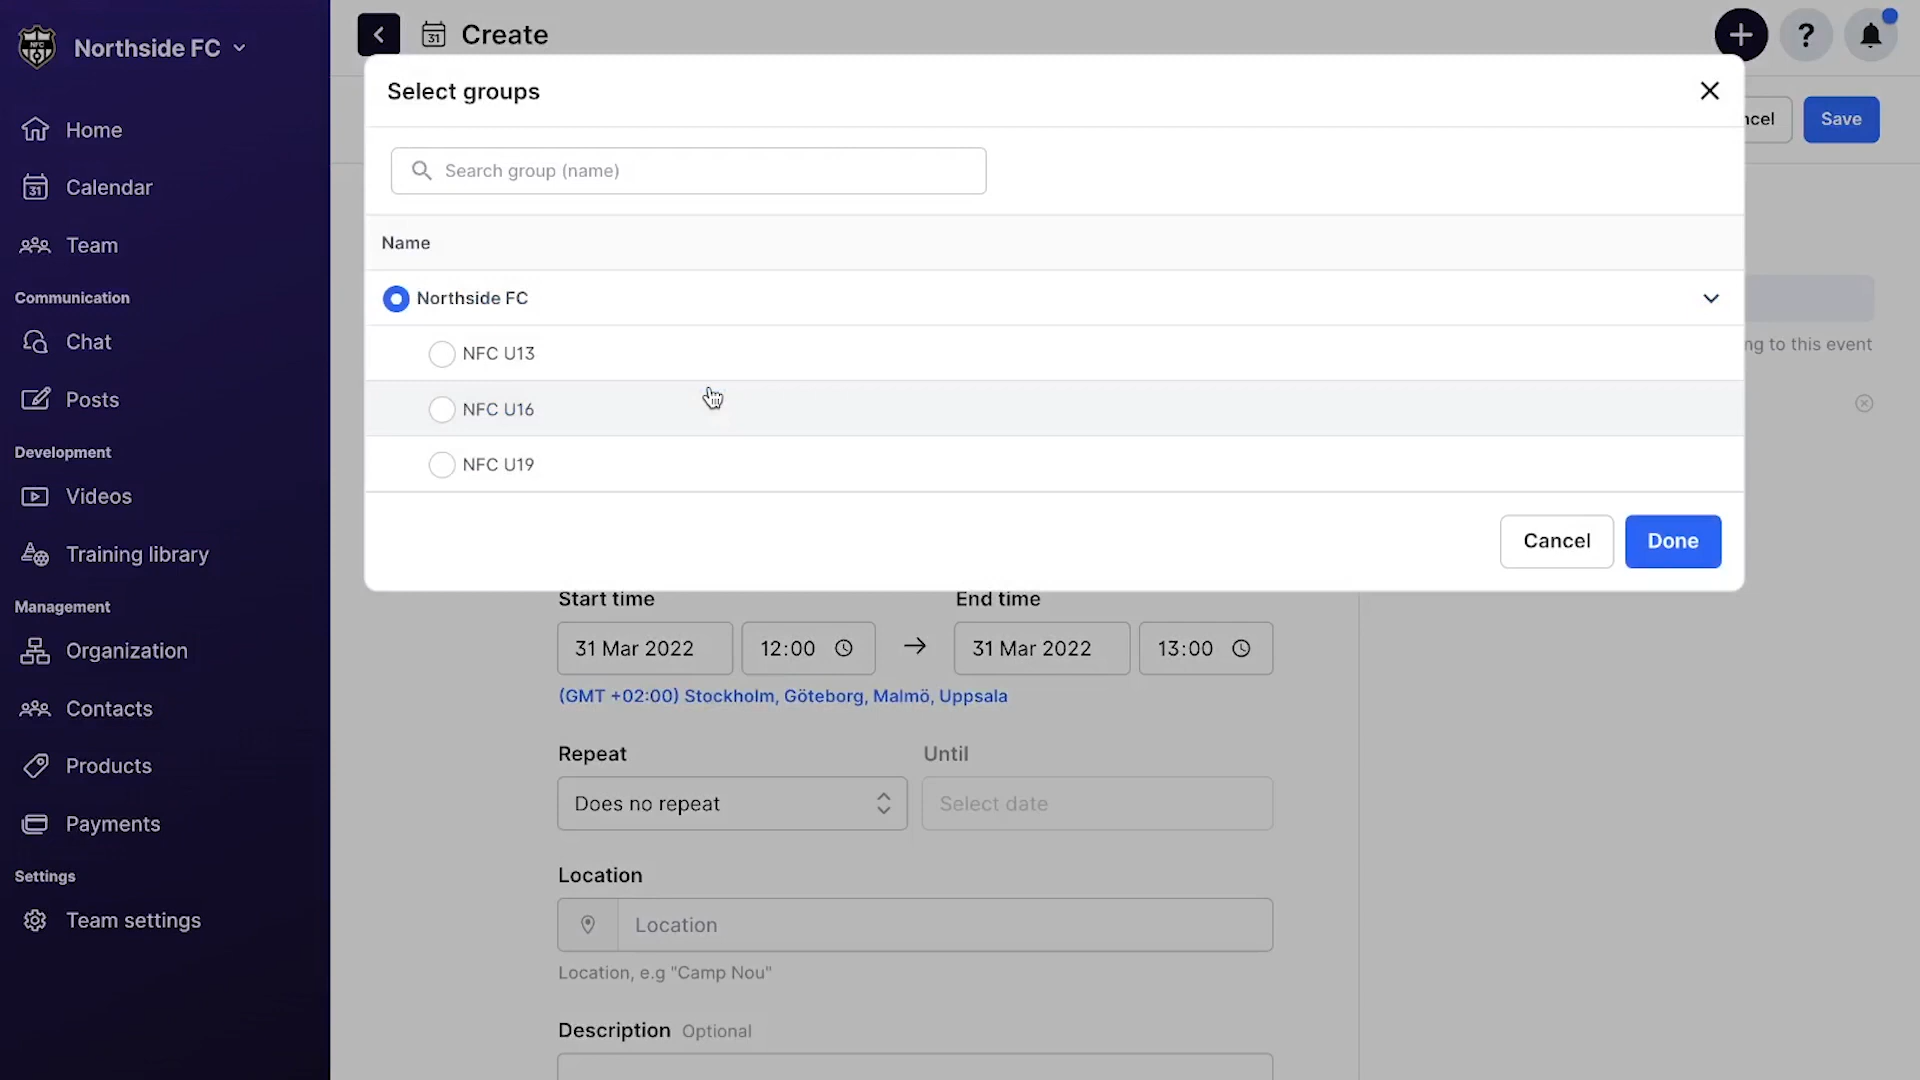 Northside FC
Home
Calendar
Team
Communication
Chat
Posts
Development
Videos
Training library
Management
Organization
Contacts
Products
Payments
Settings
Team settings
31 Create
Select groups
Search group (name)
Name
Northside FC
NFC U13
NFC U16
NFC U19
Cancel Done
ncel Save
ng to this event
Start time End time
31 Mar 2022 12:00 31 Mar 2022 13:00
(GMT +02:00) Stockholm, Göteborg, Malmö, Uppsala
Repeat Until
Does no repeat Select date
Location
Location
Location, e.g "Camp Nou"
Description Optional